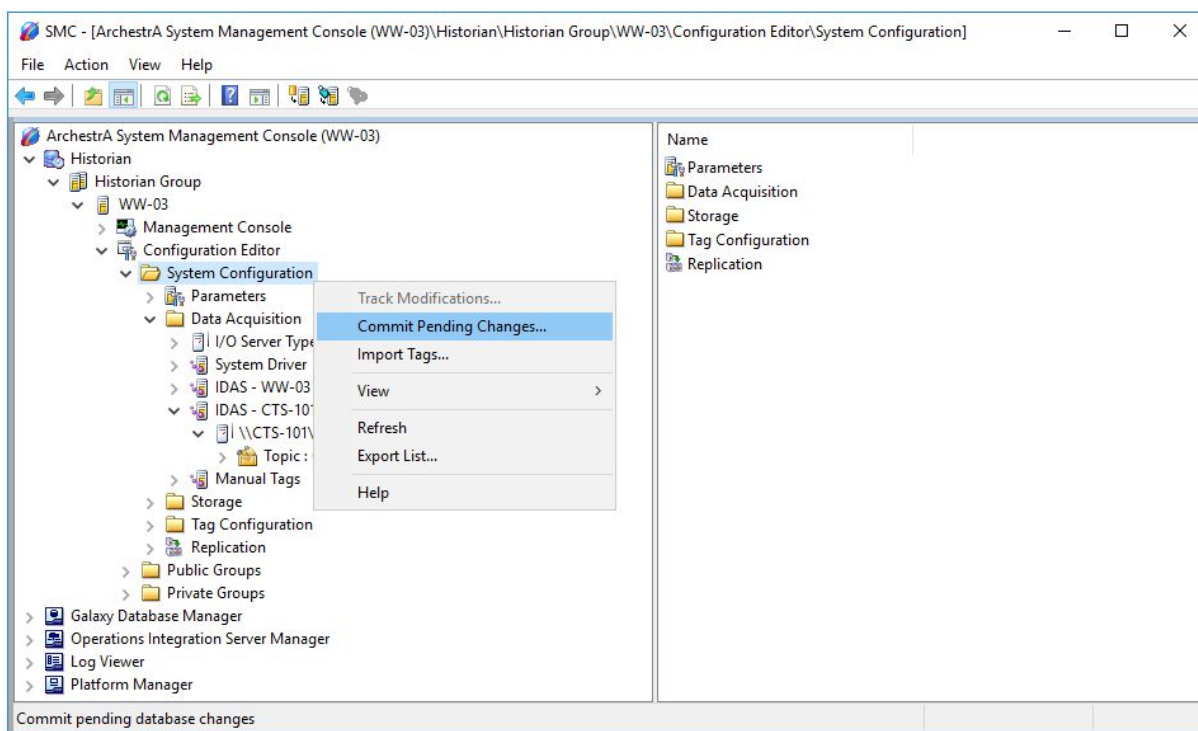 SMC - [ArchestrA System Management Console (WW-03)\Historian\Historian Group\WW-03\Configuration Editor\System Configuration]
File Action View Help
ArchestrA System Management Console (WW-03)
Historian
Historian Group
WW-03
Management Console
Configuration Editor
System Configuration
Parameters
Data Acquisition
I/O Server Type
System Driver
IDAS - WW-03
IDAS - CTS-101
\\CTS-101\
Topic :
Manual Tags
Storage
Tag Configuration
Replication
Public Groups
Private Groups
Galaxy Database Manager
Operations Integration Server Manager
Log Viewer
Platform Manager
Track Modifications...
Commit Pending Changes...
Import Tags...
View
Refresh
Export List...
Help
Name
Parameters
Data Acquisition
Storage
Tag Configuration
Replication
Commit pending database changes